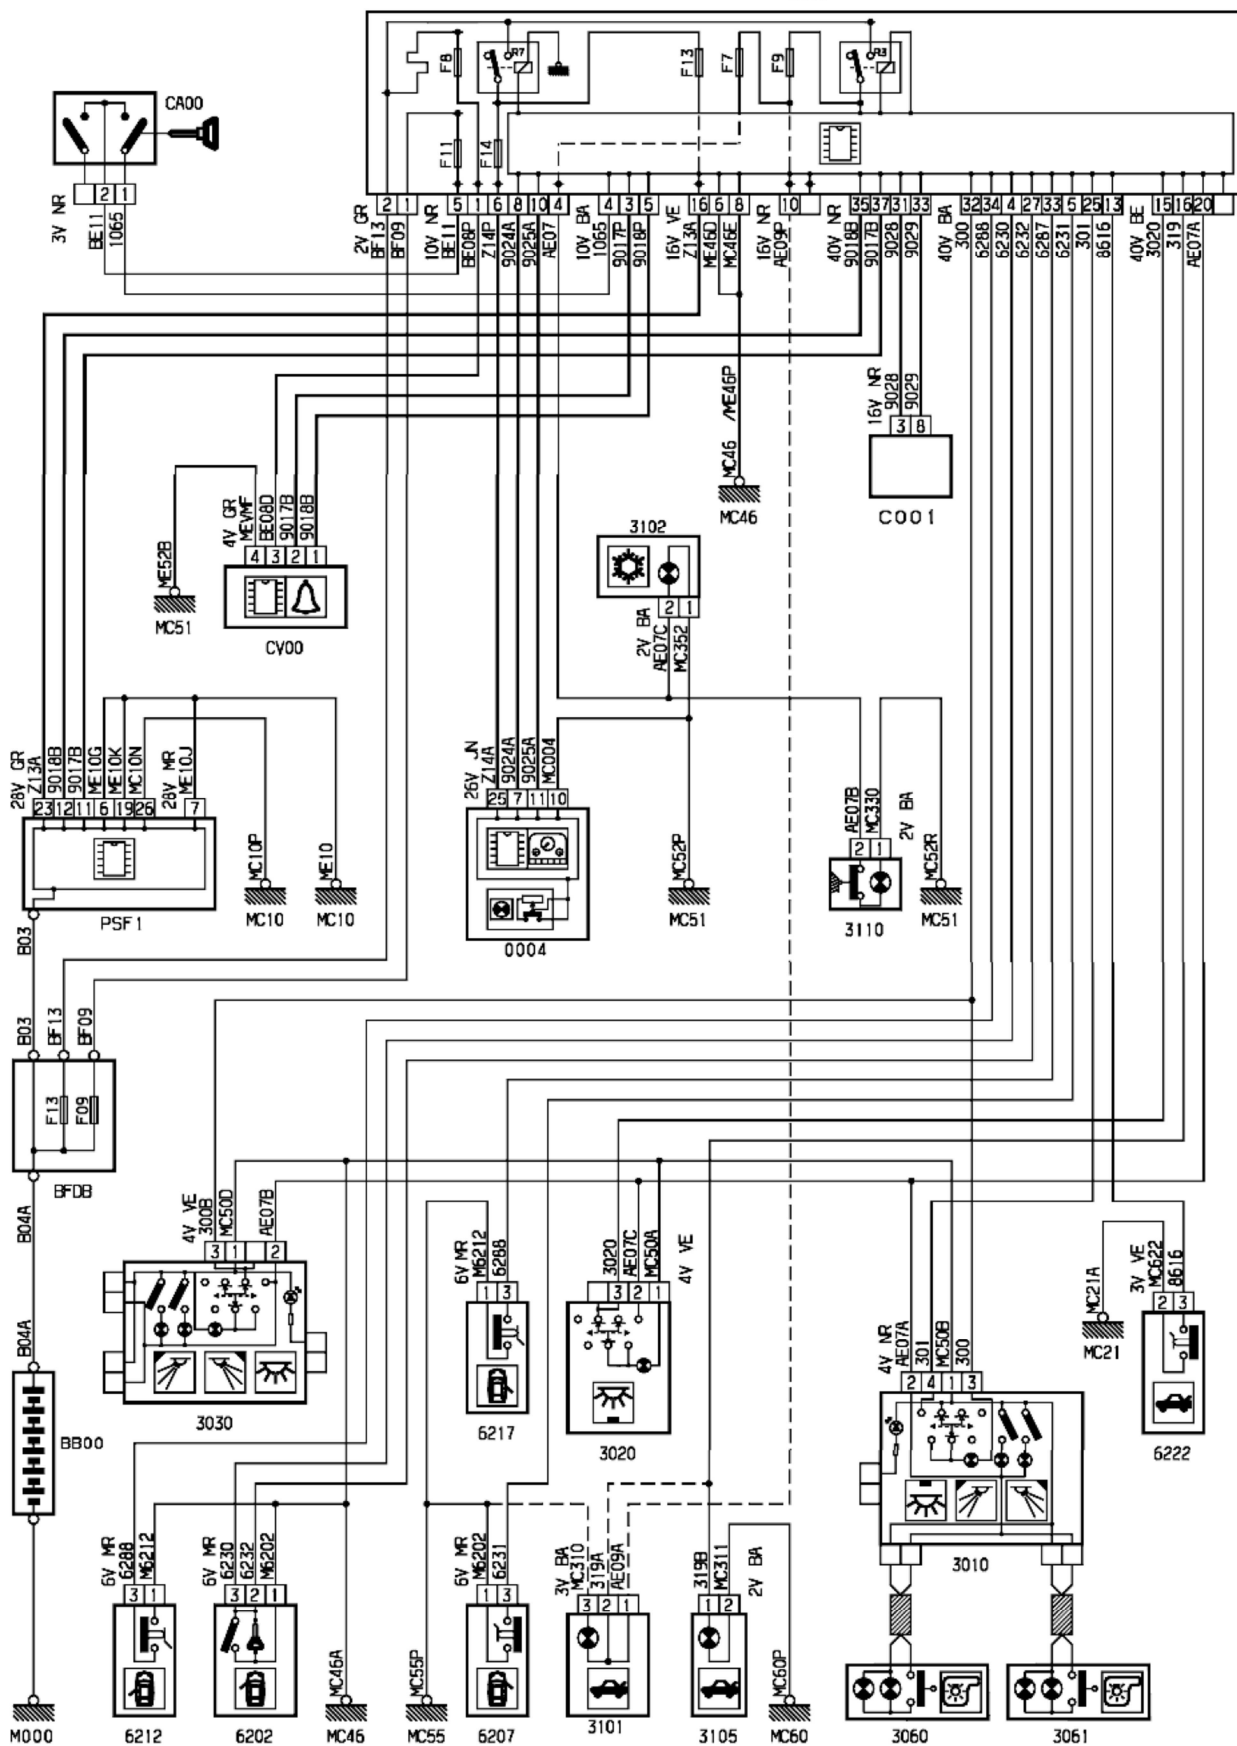 R7
R3
F8
F13
F7
F9
CA00
F11
F14
2 1
2 1
5 1 6 8 10 4
4 3 5
16 6 8
10
35 37 31 33
32 34 4 27 33 5 25 13
15 16 20
3V NR
BE11
1065
2V GR
BF13
BF09
10V NR
BE11
BE08P
Z14P
9024A
9025A
AE07
10V BA
1065
9017P
9018P
16V VE
Z13A
ME46D
MC46E
16V NR
AE09P
40V NR
9018B
9017B
9028
9029
40V BA
300
6288
6230
6232
6287
6231
301
8616
40V BE
3020
319
AE07A
16V NR
9028
9029
3 8
C001
MC46 /ME46P
MC46
4V GR
MEVMF
BE08D
9017B
9018B
4 3 2 1
ME52B
MC51
CV00
3102
2 1
2V BA
AE07C
MC352
28V GR
Z13A
9018B
9017B
ME10G
ME10K
MC10N
28V MR
ME10J
23 12 11 6 19 26 7
MC10P
ME10
MC10
MC10
PSF1
26V JN
Z14A
9024A
9025A
MC004
25 7 11 10
0004
MC52P
MC51
AE07B
MC330
2V BA
2 1
MC52R
3110
MC51
B03
B03
BF13
BF09
F13
F09
BFDB
B04A
B04A
4V VE
300B
MC50D
AE07B
3 1 2
3030
6V MR
M6212
6288
1 3
6217
3020
AE07C
MC50A
4V VE
3 2 1
3020
4V NR
AE07A
301
MC50B
300
2 4 1 3
3010
MC21A
MC21
3V VE
MC622
8616
2 3
6222
BB00
M000
6V MR
6288
M6212
3 1
6212
6V MR
6230
6232
M6202
3 2 1
6202
MC46A
MC46
MC55P
MC55
6V MR
M6202
6231
1 3
6207
3V BA
MC310
319A
AE09A
3 2 1
3101
319B
MC311
2V BA
1 2
3105
MC60P
MC60
3060
3061